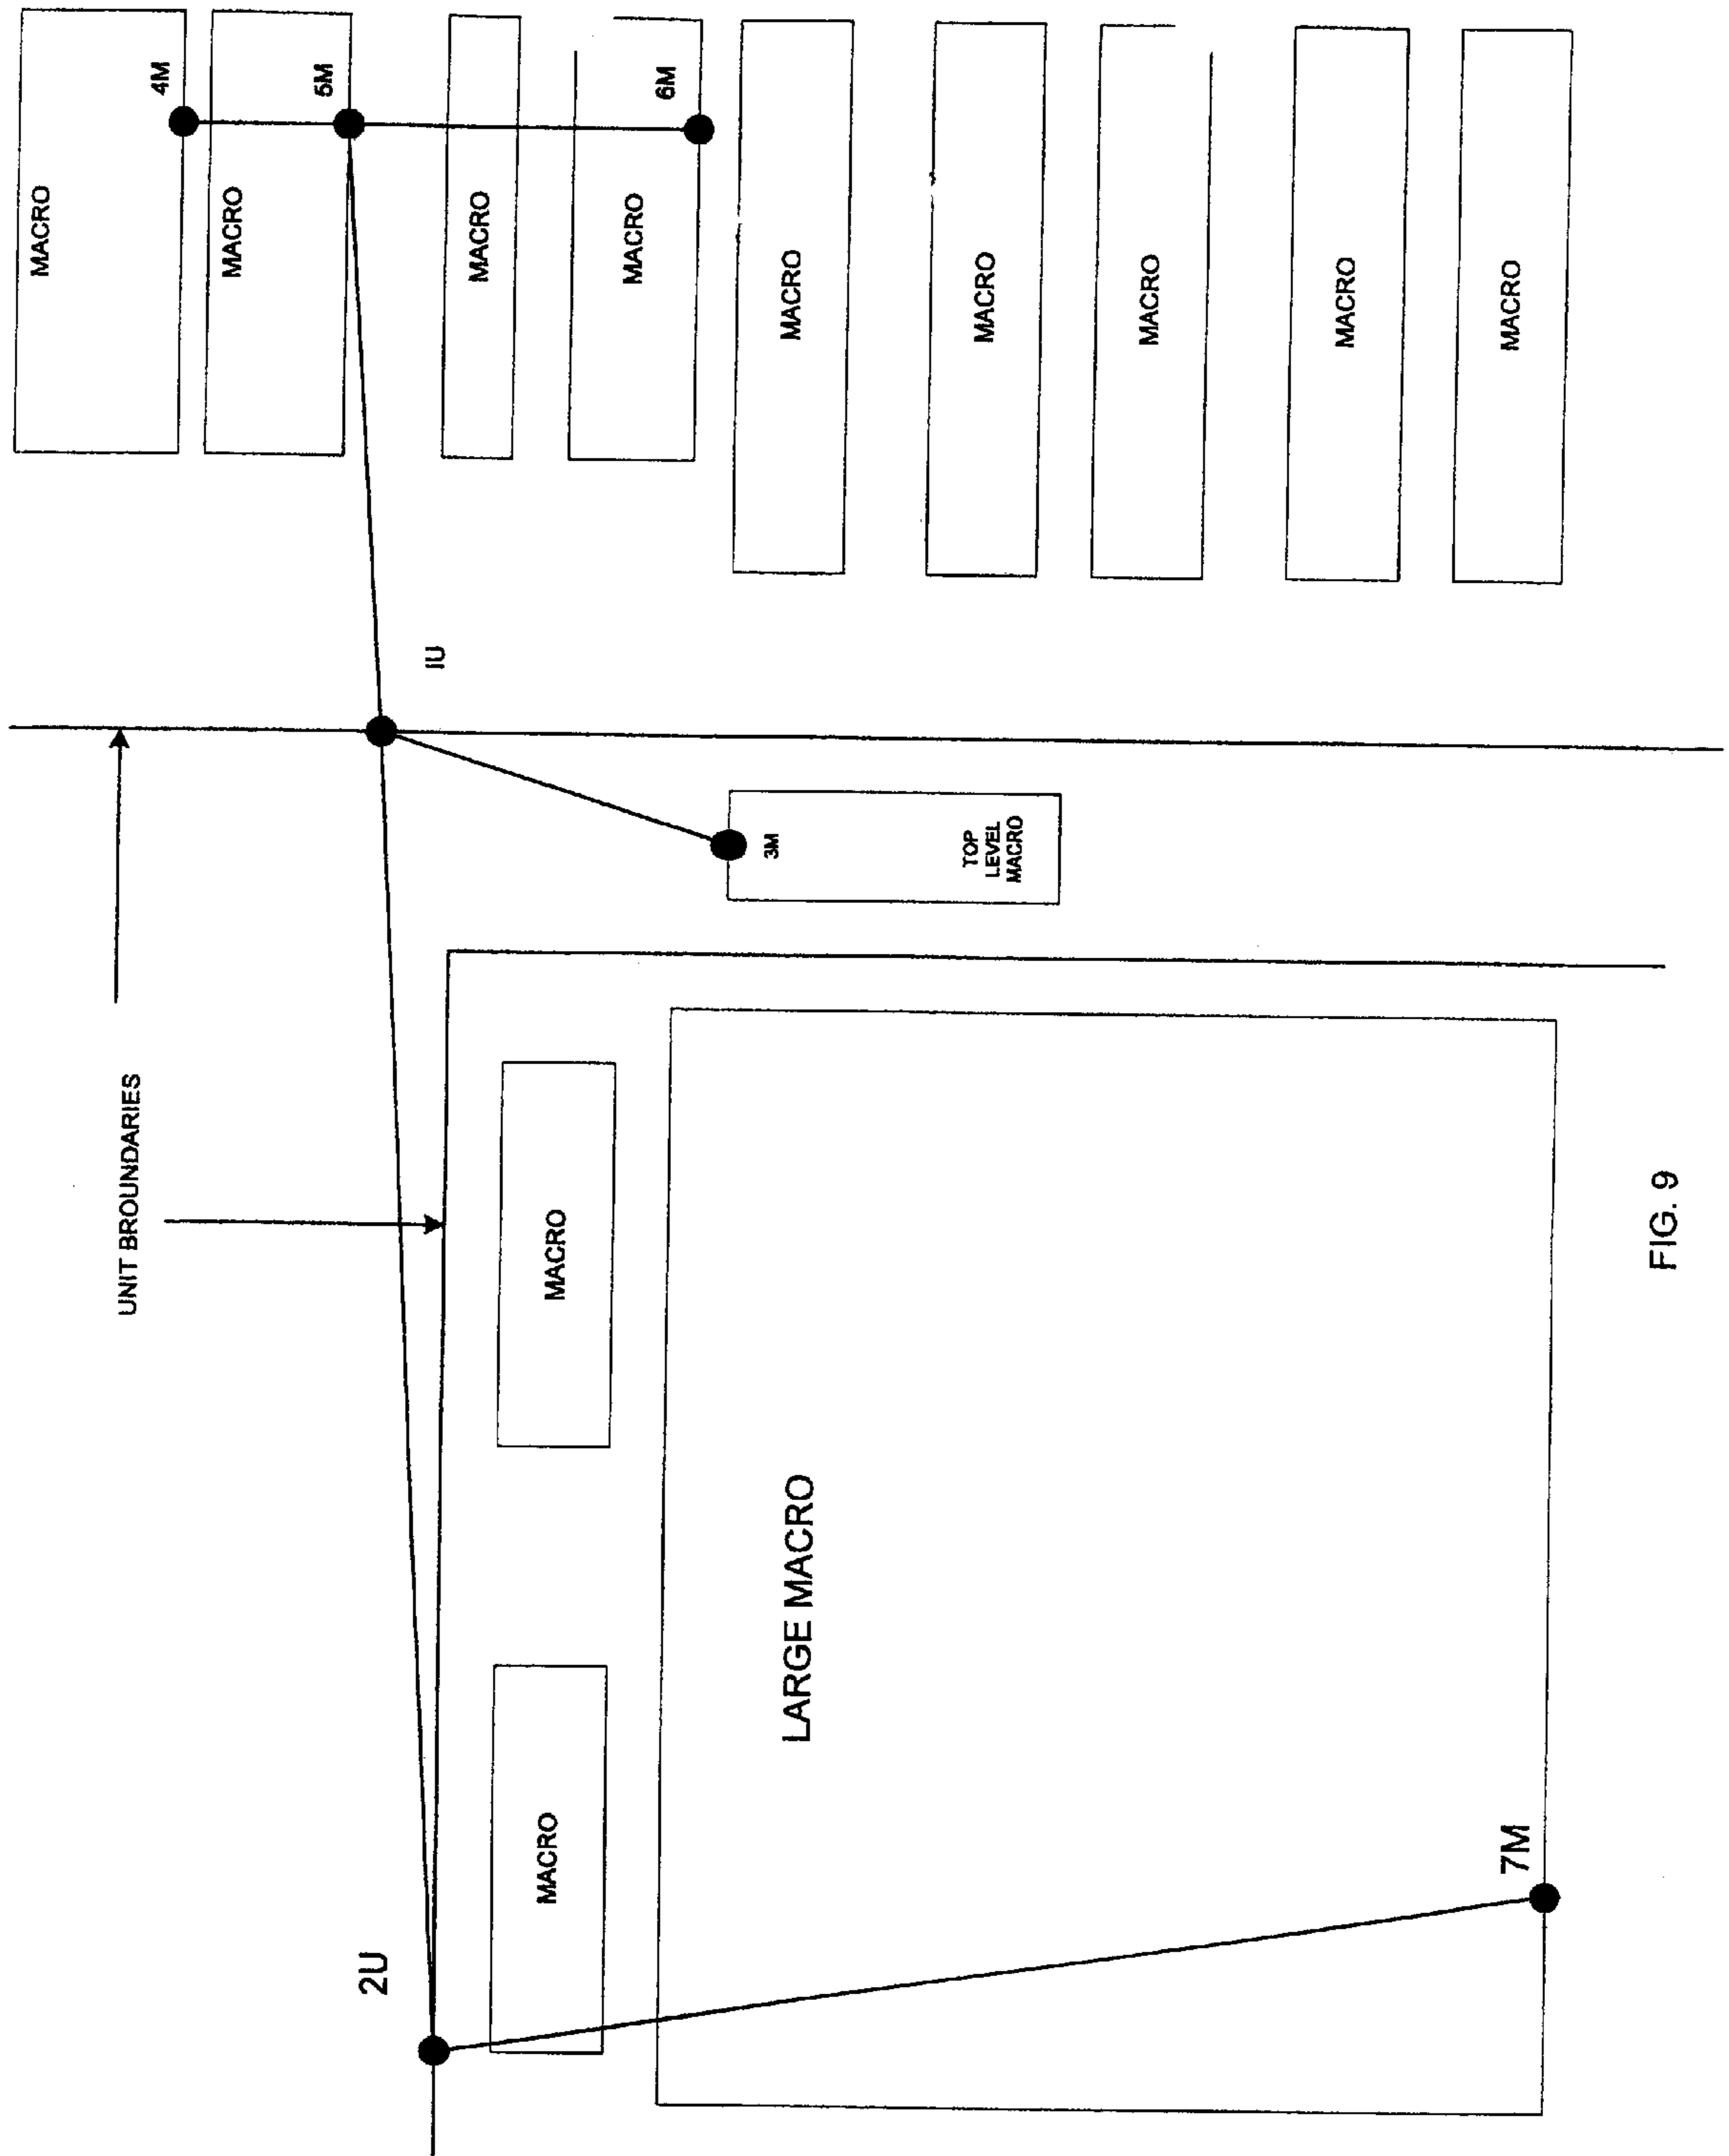 MACRO
UNIT BROUNDARIES
4M
MACRO
5M
2U
IU
MACRO
MACRO
MACRO
MACRO
6M
3M
LARGE MACRO
MACRO
TOP
LEVEL
MACRO
MACRO
MACRO
MACRO
7M
MACRO
FIG. 9